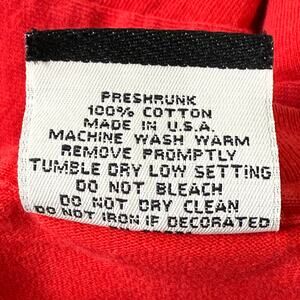 PRESHRUNK
100% COTTON
MADE IN U.S.A.
MACHINE WASH WARM
REMOVE PROMPTLY
TUMBLE DRY LOW SETTING
DO NOT BLEACH
DO NOT DRY CLEAN
DO NOT IRON IF DECORATED